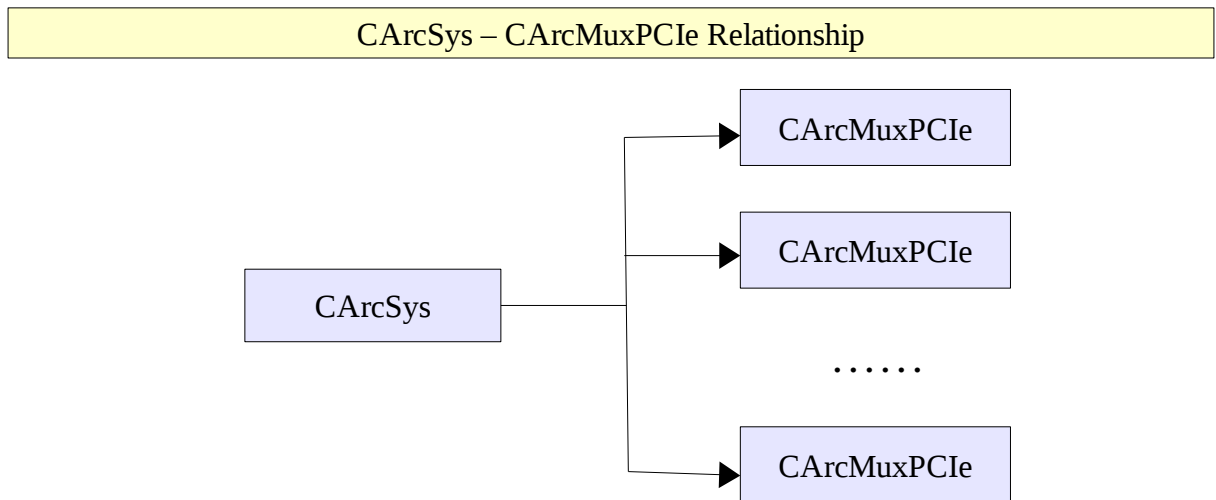 CArcSys – CArcMuxPCIe Relationship
CArcMuxPCIe
CArcMuxPCIe
CArcSys
……
CArcMuxPCIe